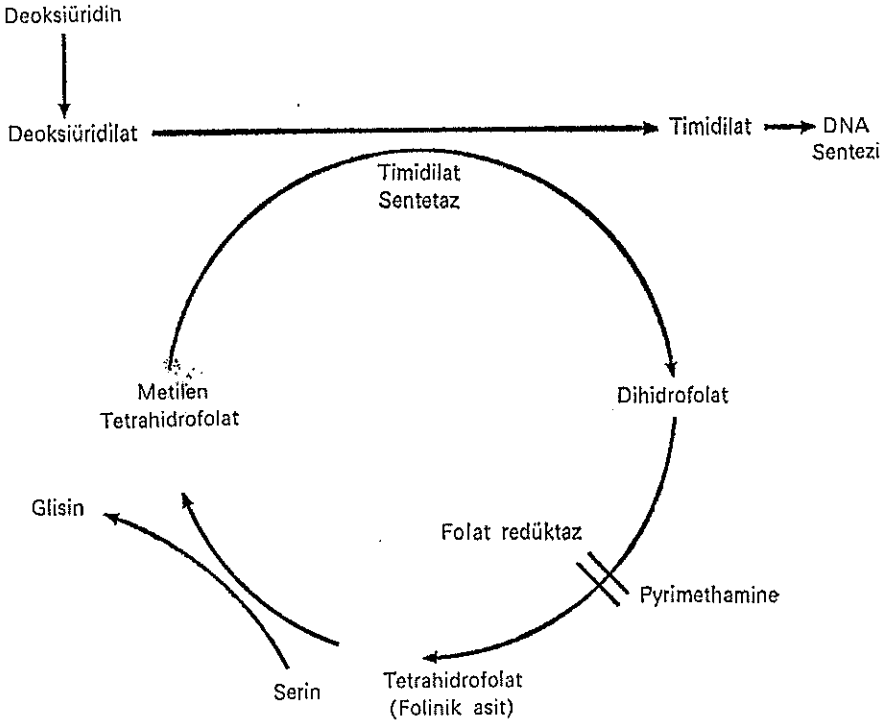 Deoksiüridin
Deoksiüridilat
Timidilat
DNA
Sentezi
Timidilat
Sentetaz
Metilen
Tetrahidrofolat
Dihidrofolat
Glisin
Folat redüktaz
Pyrimethamine
Serin
Tetrahidrofolat
(Folinik asit)